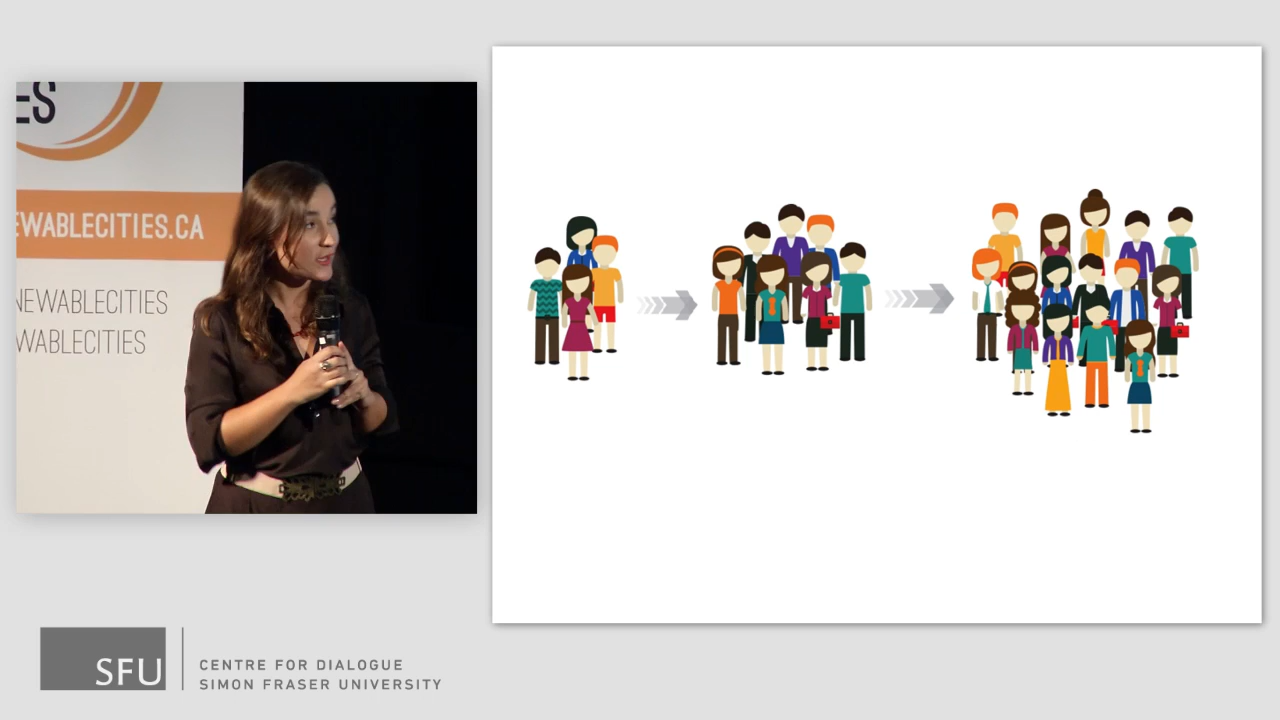 ES
EWABLECITIES.CA
NEWABLECITIES
WABLECITIES
SFU
CENTRE FOR DIALOGUE
SIMON FRASER UNIVERSITY